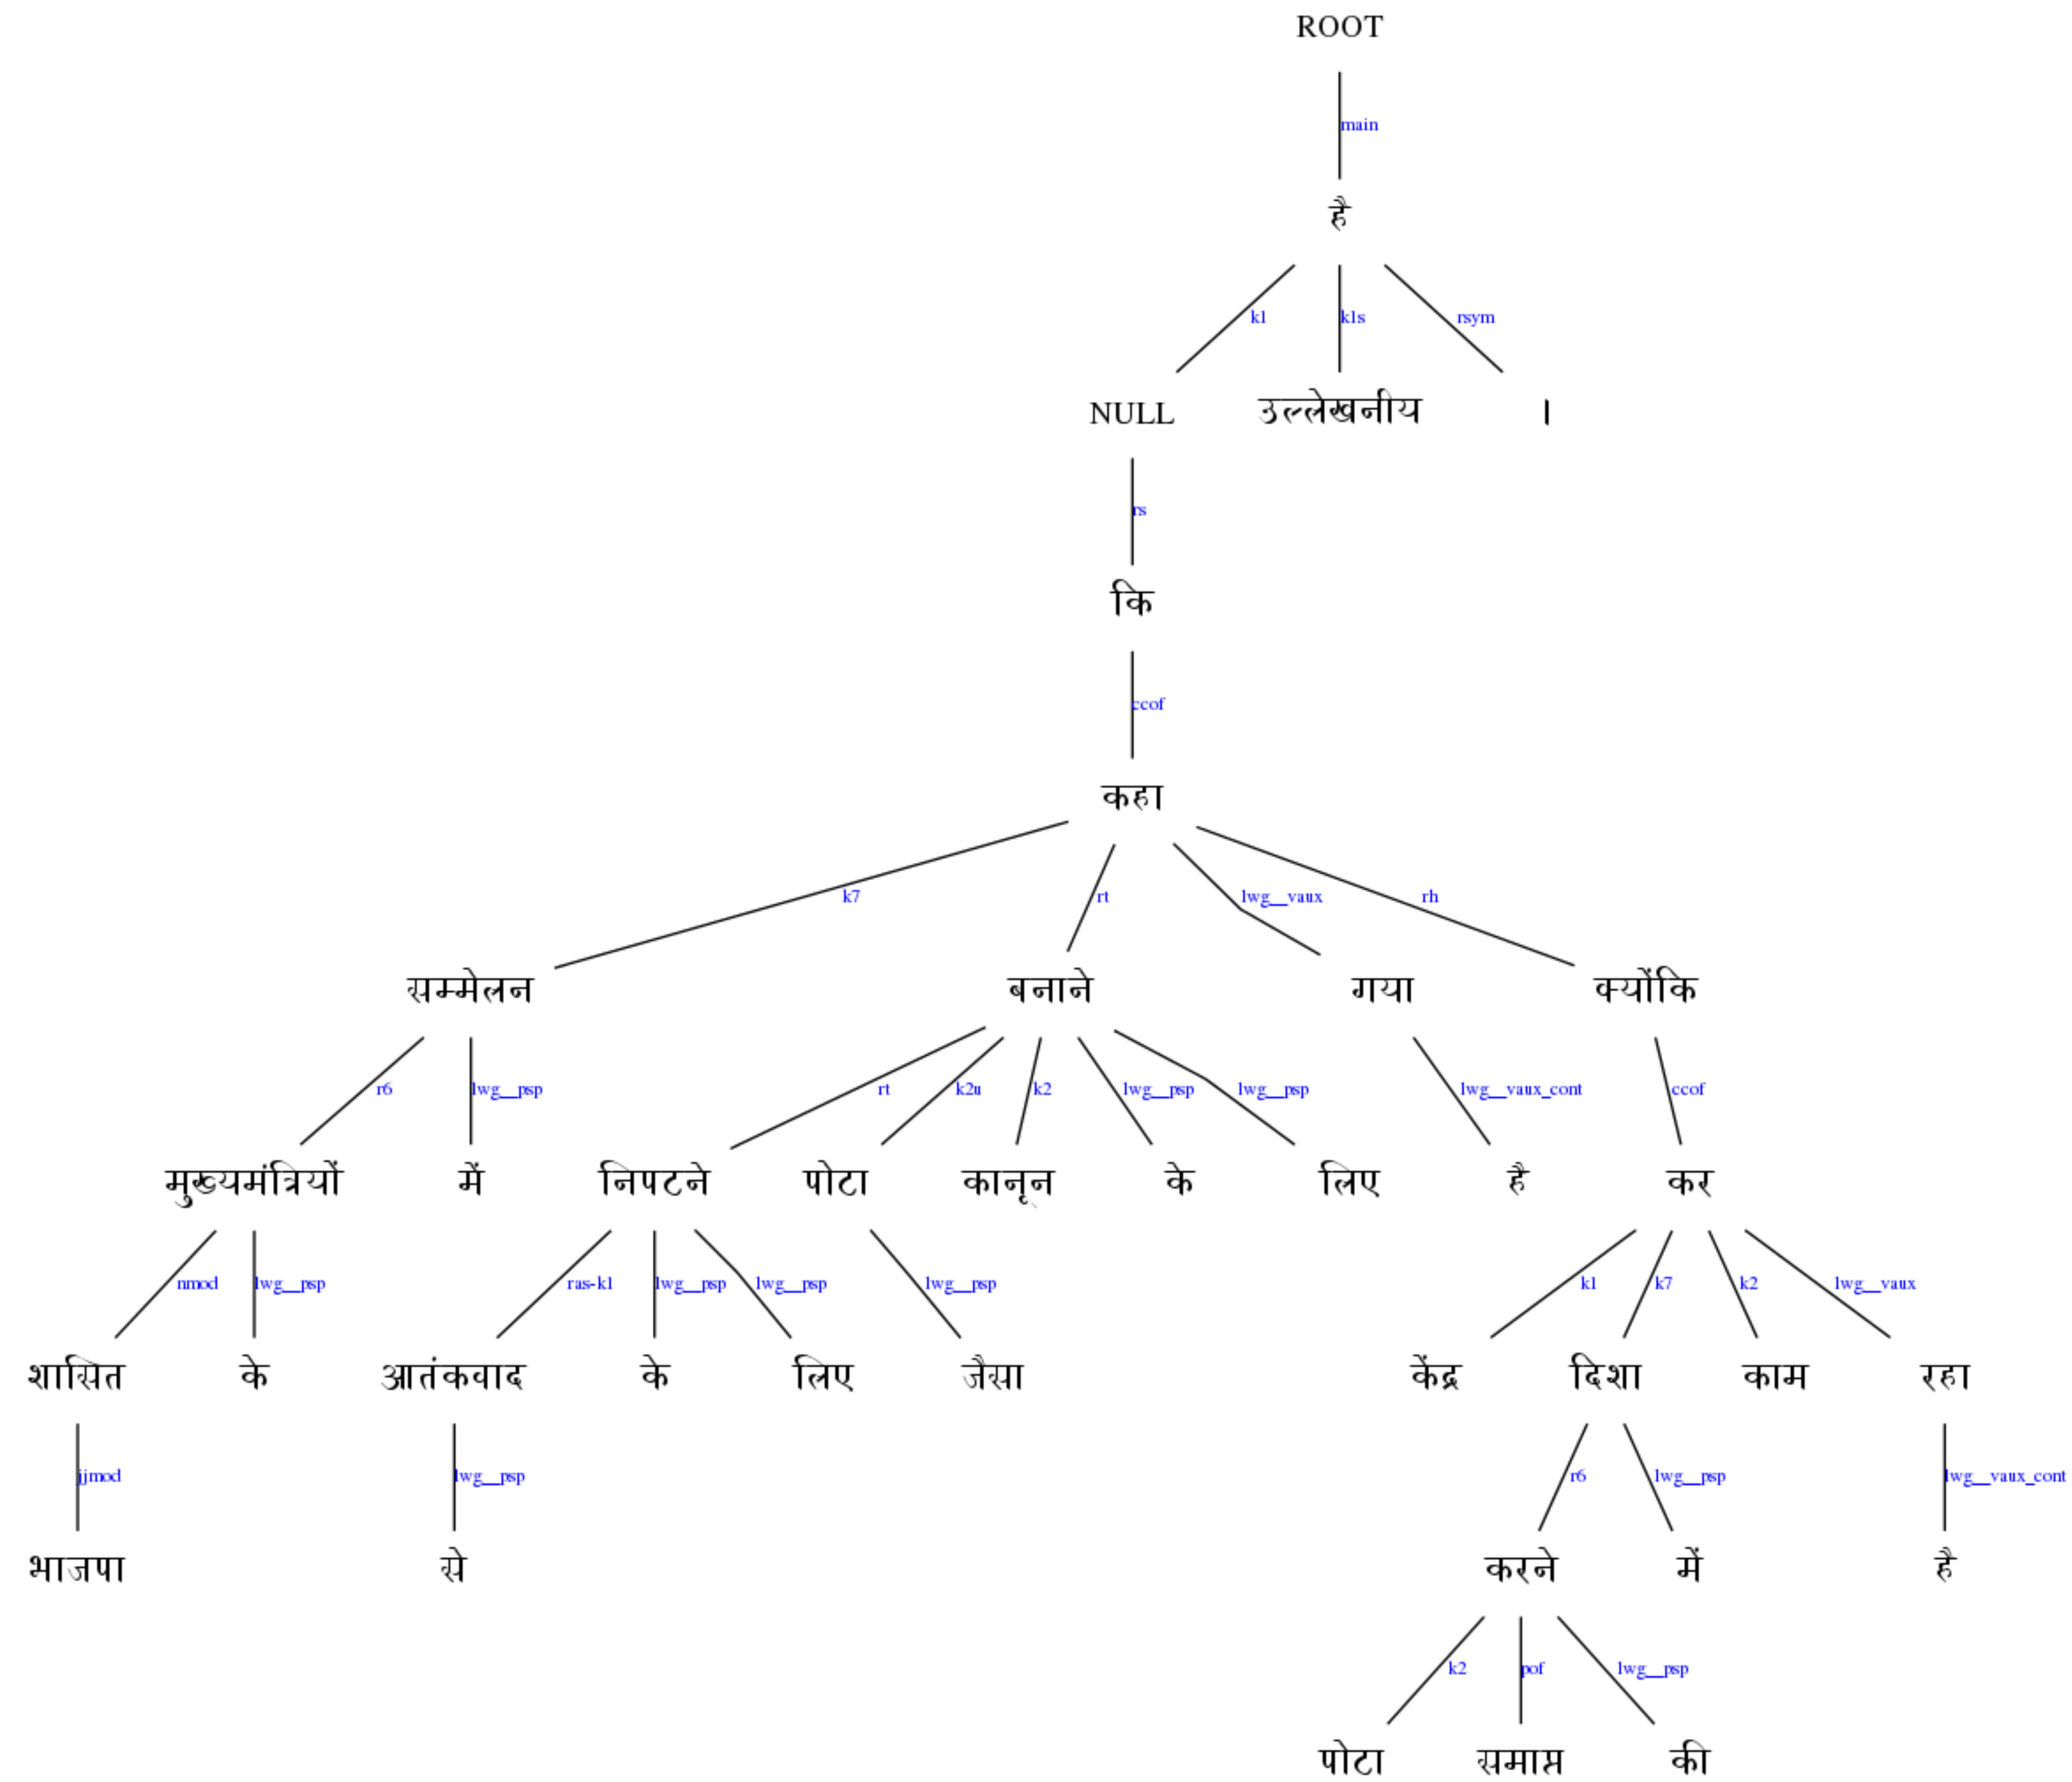 ROOT
main
है
k1 k1s rsym
NULL उल्लेखनीय ।
rs
कि
ccof
कहा
k7 rt lwg__vaux rh
सम्मेलन बनाने गया क्योंकि
r6 lwg__psp rt k2u k2 lwg__psp lwg__psp lwg__vaux_cont ccof
मुख्यमंत्रियों में निपटने पोटा कानून के लिए है कर
nmod lwg__psp ras-k1 lwg__psp lwg__psp lwg__psp k1 k7 k2 lwg__vaux
शासित के आतंकवाद के लिए जैसा केंद्र दिशा काम रहा
jjmod lwg__psp r6 lwg__psp lwg__vaux_cont
भाजपा से करने में है
k2 pof lwg__psp
पोटा समाप्त की